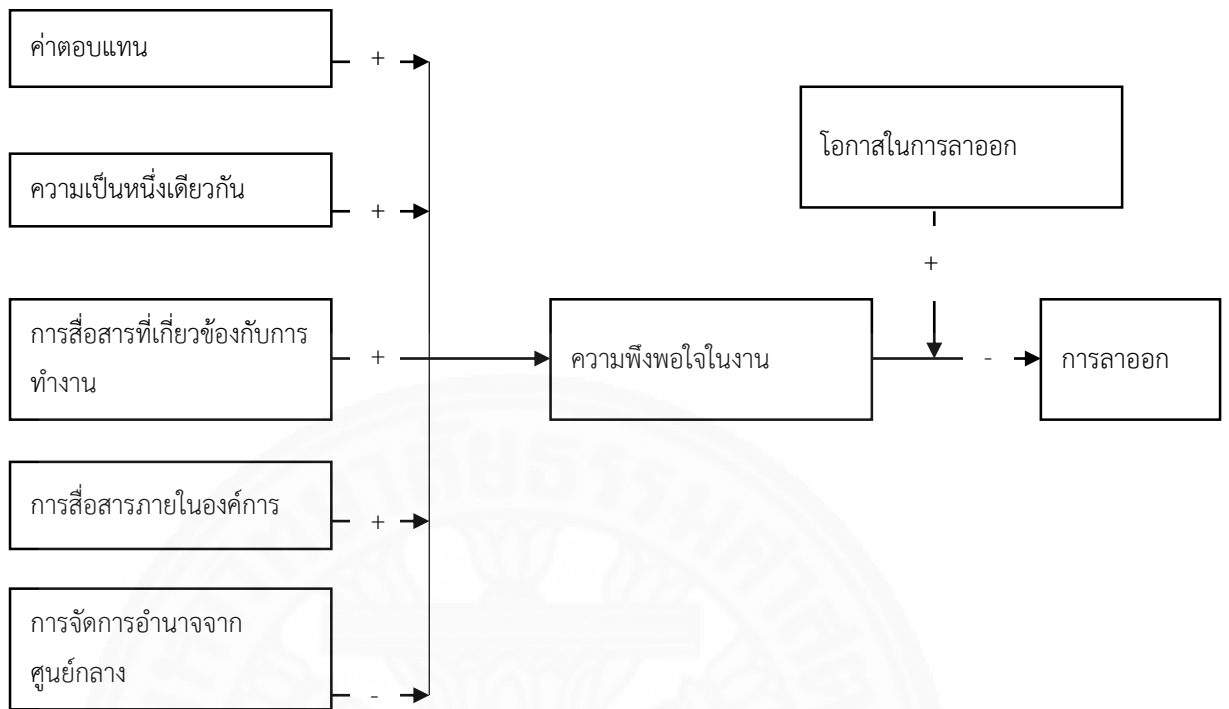 ค่าตอบแทน
+
โอกาสในการลาออก
ความเป็นหนึ่งเดียวกัน
+
+
การสื่อสารที่เกี่ยวข้องกับการ
ทำงาน
+
ความพึงพอใจในงาน
-
การลาออก
การสื่อสารภายในองค์การ
+
การจัดการอำนาจจาก
ศูนย์กลาง
-